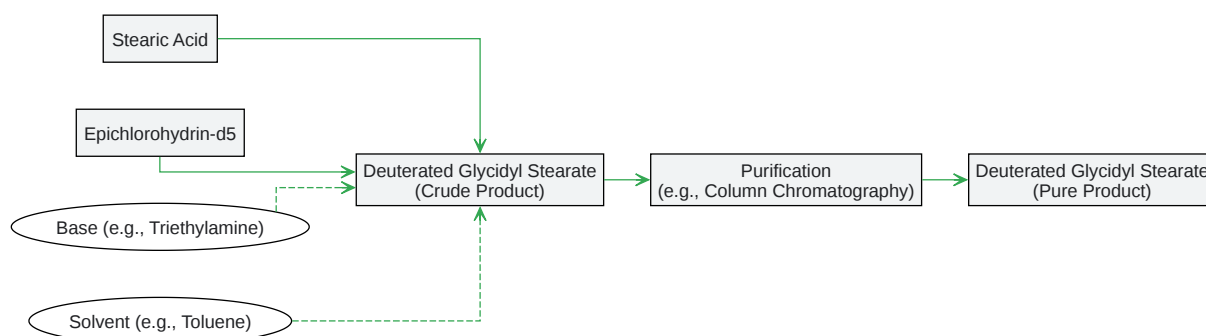 Stearic Acid
Epichlorohydrin-d5
Deuterated Glycidyl Stearate
(Crude Product)
Purification
(e.g., Column Chromatography)
Deuterated Glycidyl Stearate
(Pure Product)
Base (e.g., Triethylamine)
Solvent (e.g., Toluene)